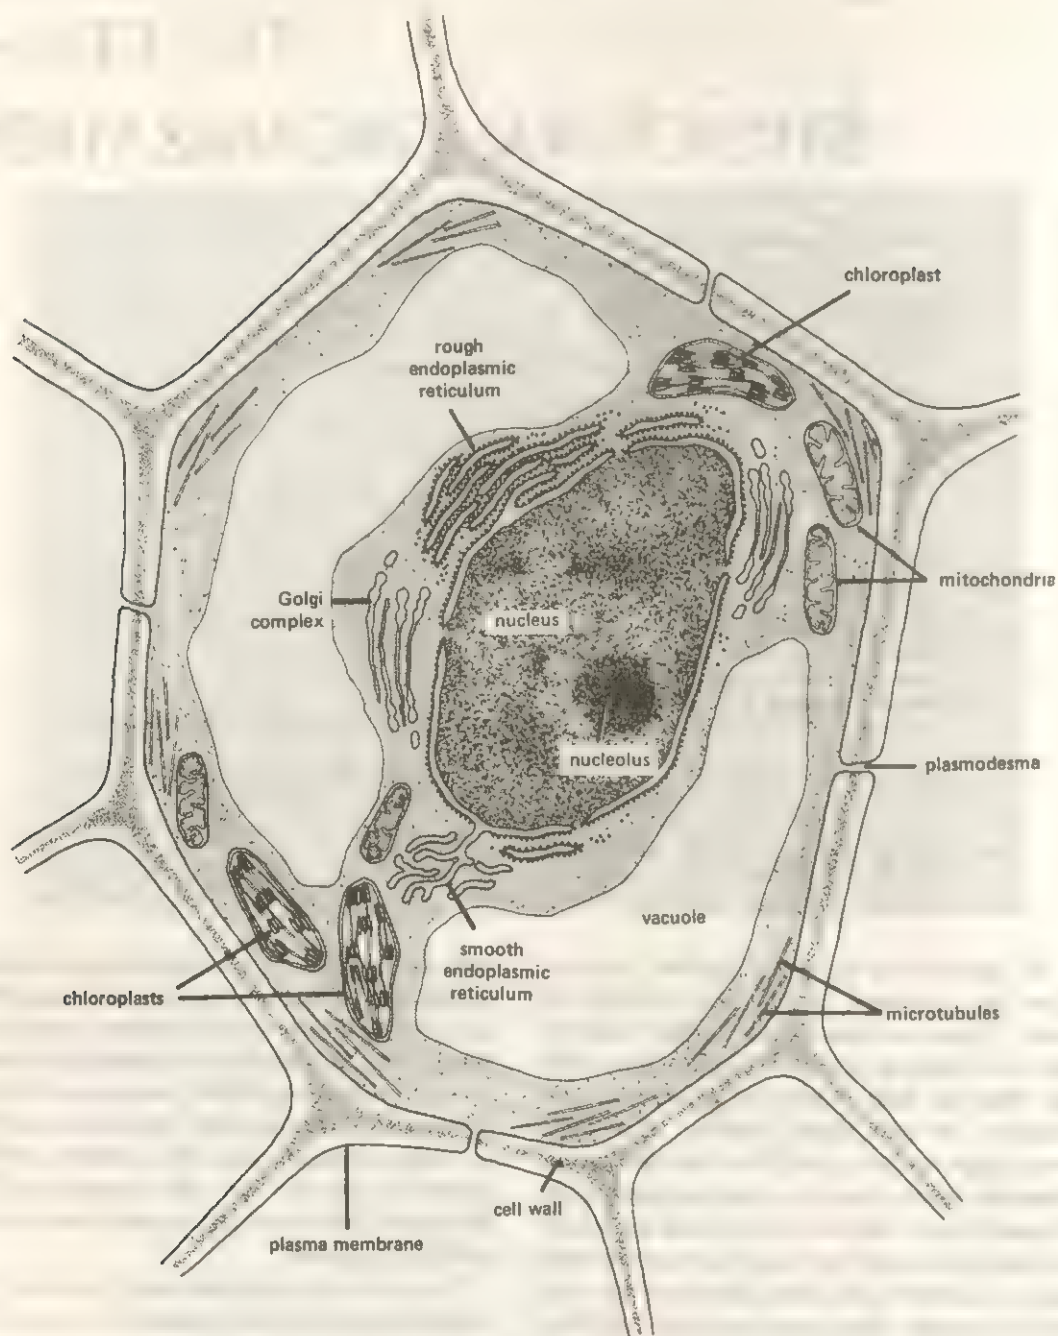 chloroplast
rough
endoplasmic
reticulum
mitochondria
Golgi
complex
nucleus
nucleolus
plasmodesma
vacuole
smooth
endoplasmic
reticulum
chloroplasts
microtubules
cell wall
plasma membrane